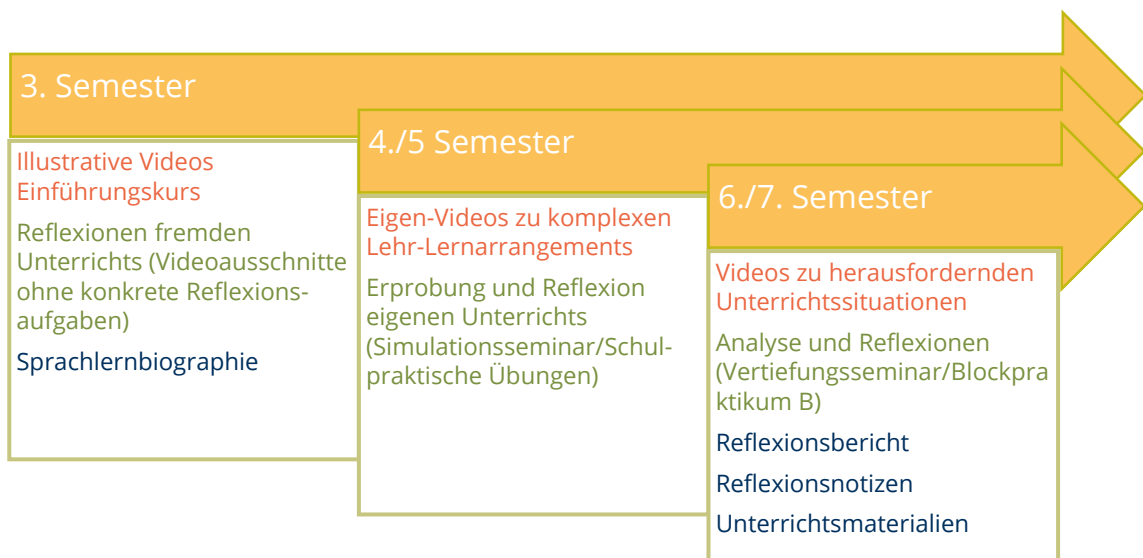 3. Semester
Illustrative Videos
Einführungskurs
Reflexionen fremden
Unterrichts (Videoausschnitte
ohne konkrete Reflexions-
aufgaben)
Sprachlernbiographie
4./5 Semester
Eigen-Videos zu komplexen
Lehr-Lernarrangements
Erprobung und Reflexion
eigenen Unterrichts
(Simulationsseminar/Schul-
praktische Übungen)
6./7. Semester
Videos zu herausfordernden
Unterrichtssituationen
Analyse und Reflexionen
(Vertiefungsseminar/Blockpra
ktikum B)
Reflexionsbericht
Reflexionsnotizen
Unterrichtsmaterialien